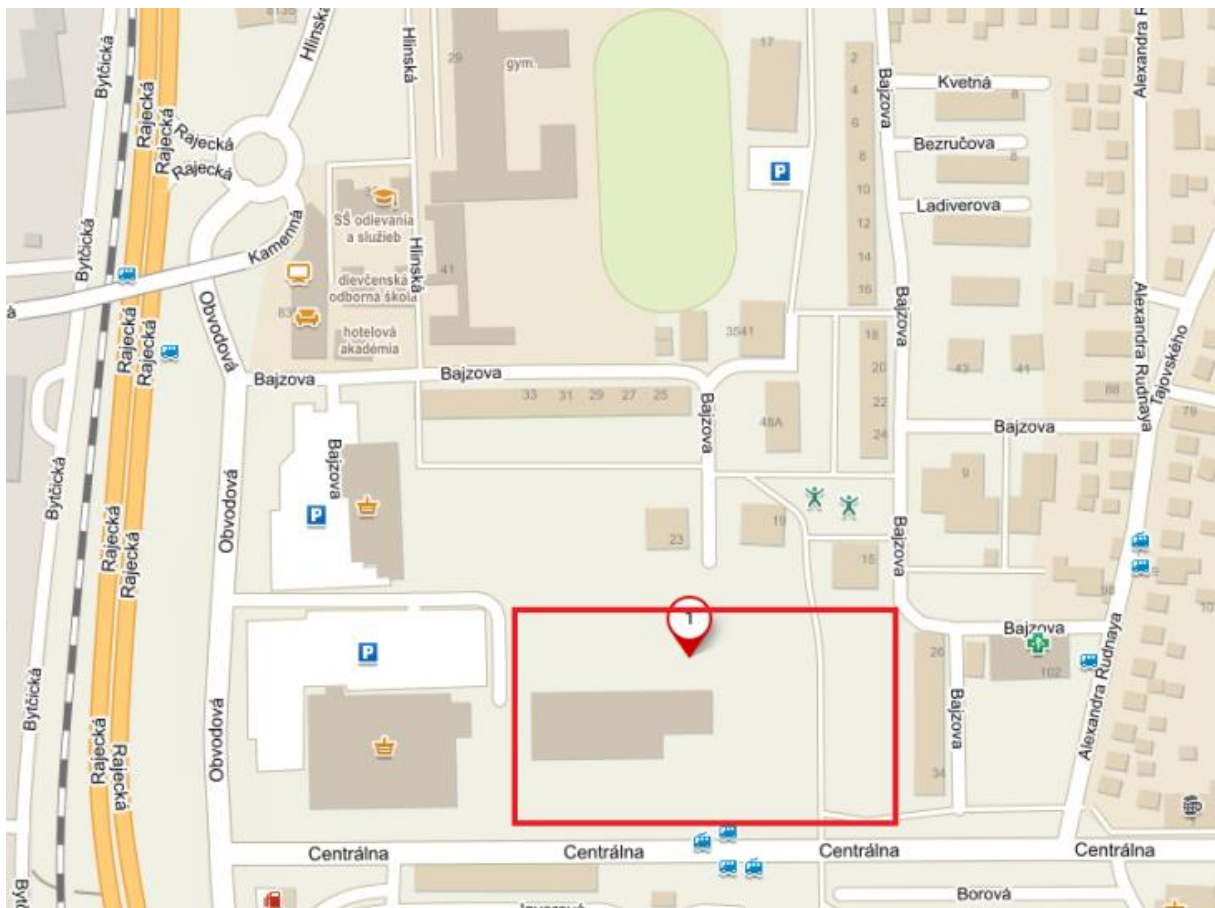 Bytčická
Rajecká
Rajecká
Hlinská
Hlinská
29
gym.
17
2
4
6
8
10
12
14
16
Bajzova
Kvetná
8
Bezručova
8
Ladiverova
Alexandra R
P
Rajecká
Rajecká
SŠ odievania
a služieb
dievčenská
odborna škola
hotelová
akadémia
Hlinská
41
Kamenná
Bytčická
á
Obvodová
Rajecká
Rajecká
Bajzova
Bajzova
33
31
29
27
25
Bajzova
3541
48A
18
20
22
24
Bajzova
43
41
88
79
Alexandra Rudnaya
Tajovského
Bajzova
9
Bajzova
P
Obvodová
Bytčická
Rajecká
Rajecká
23
19
15
Bajzova
98
1
Bajzova
102
26
34
Bajzova
Alexandra Rudnaya
P
Bytčická
Rajecká
Rajecká
Obvodová
Centrálna
Centrálna
Centrálna
Centrálna
Borová